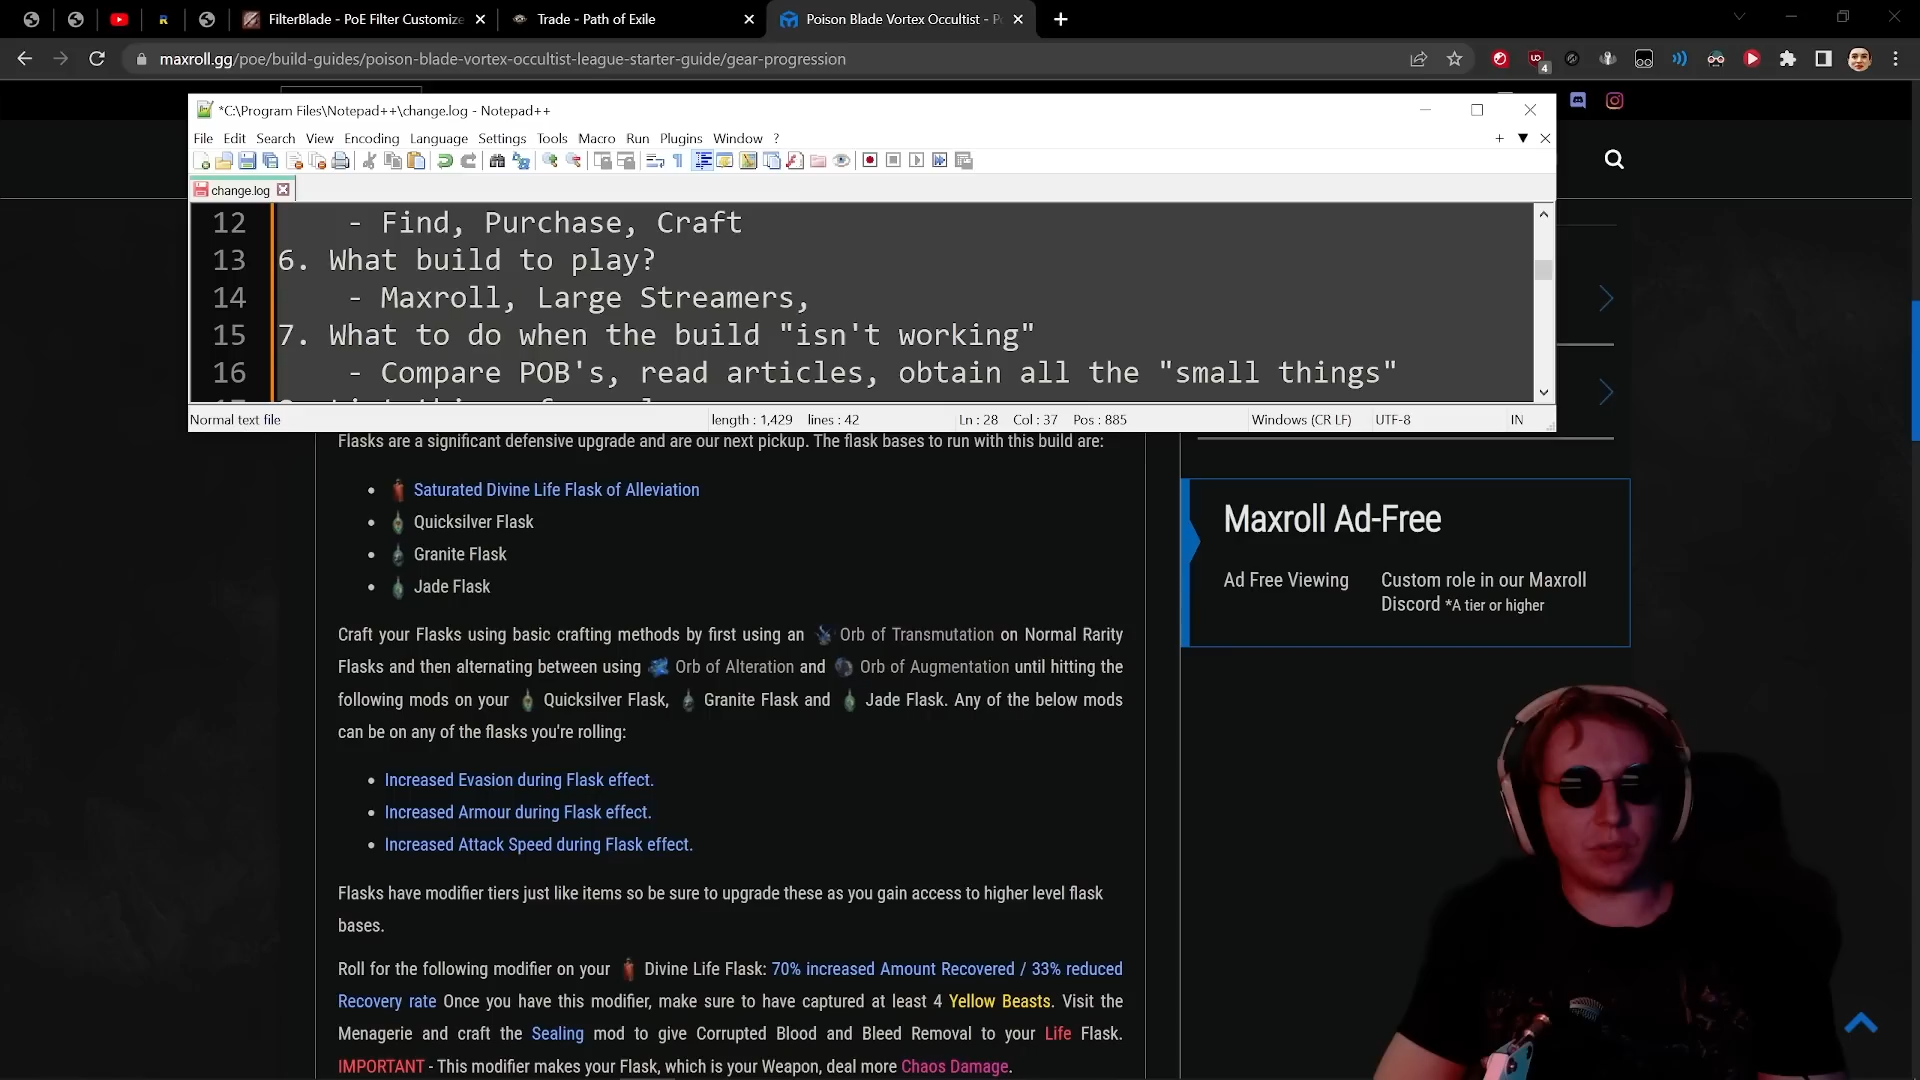 FilterBlade - PoE Filter Customize
Trade - Path of Exile
Poison Blade Vortex Occultist - P
maxroll.gg/poe/build-guides/poison-blade-vortex-occultist-league-starter-guide/gear-progression
4
*C:\Program Files\Notepad++\change.log - Notepad++
File Edit Search View Encoding Language Settings Tools Macro Run Plugins Window ?
change.log
12 - Find, Purchase, Craft
13 6. What build to play?
14 - Maxroll, Large Streamers,
15 7. What to do when the build "isn't working"
16 - Compare POB's, read articles, obtain all the "small things"
Normal text file length : 1,429 lines : 42 Ln : 28 Col : 37 Pos : 885 Windows (CR LF) UTF-8 IN
Flasks are a significant defensive upgrade and are our next pickup. The flask bases to run with this build are:
Saturated Divine Life Flask of Alleviation
Quicksilver Flask
Granite Flask
Jade Flask
Craft your Flasks using basic crafting methods by first using an Orb of Transmutation on Normal Rarity
Flasks and then alternating between using Orb of Alteration and Orb of Augmentation until hitting the
following mods on your Quicksilver Flask, Granite Flask and Jade Flask. Any of the below mods
can be on any of the flasks you're rolling:
Increased Evasion during Flask effect.
Increased Armour during Flask effect.
Increased Attack Speed during Flask effect.
Flasks have modifier tiers just like items so be sure to upgrade these as you gain access to higher level flask
bases.
Roll for the following modifier on your Divine Life Flask: 70% increased Amount Recovered / 33% reduced
Recovery rate Once you have this modifier, make sure to have captured at least 4 Yellow Beasts. Visit the
Menagerie and craft the Sealing mod to give Corrupted Blood and Bleed Removal to your Life Flask.
IMPORTANT - This modifier makes your Flask, which is your Weapon, deal more Chaos Damage.
Maxroll Ad-Free
Ad Free Viewing
Custom role in our Maxroll
Discord *A tier or higher